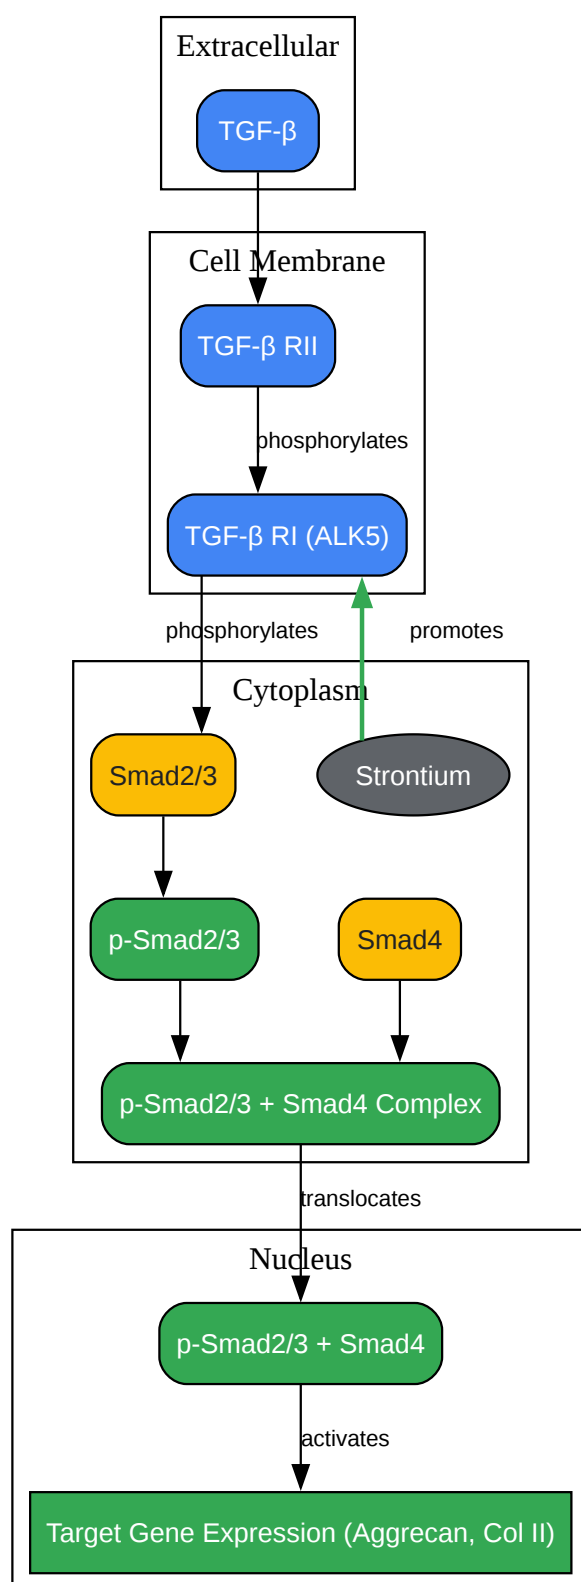 Extracellular
TGF-β
Cell Membrane
TGF-β RII
phosphorylates
TGF-β RI (ALK5)
phosphorylates
promotes
Cytoplasm
Smad2/3
Strontium
p-Smad2/3
Smad4
p-Smad2/3 + Smad4 Complex
translocates
Nucleus
p-Smad2/3 + Smad4
activates
Target Gene Expression (Aggrecan, Col II)